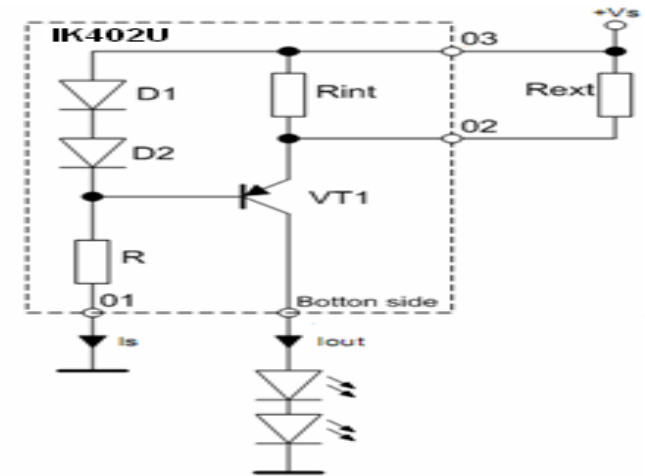 +Vs
IK402U
03
D1
Rint
Rext
02
D2
VT1
R
01
Botton side
Is
Iout